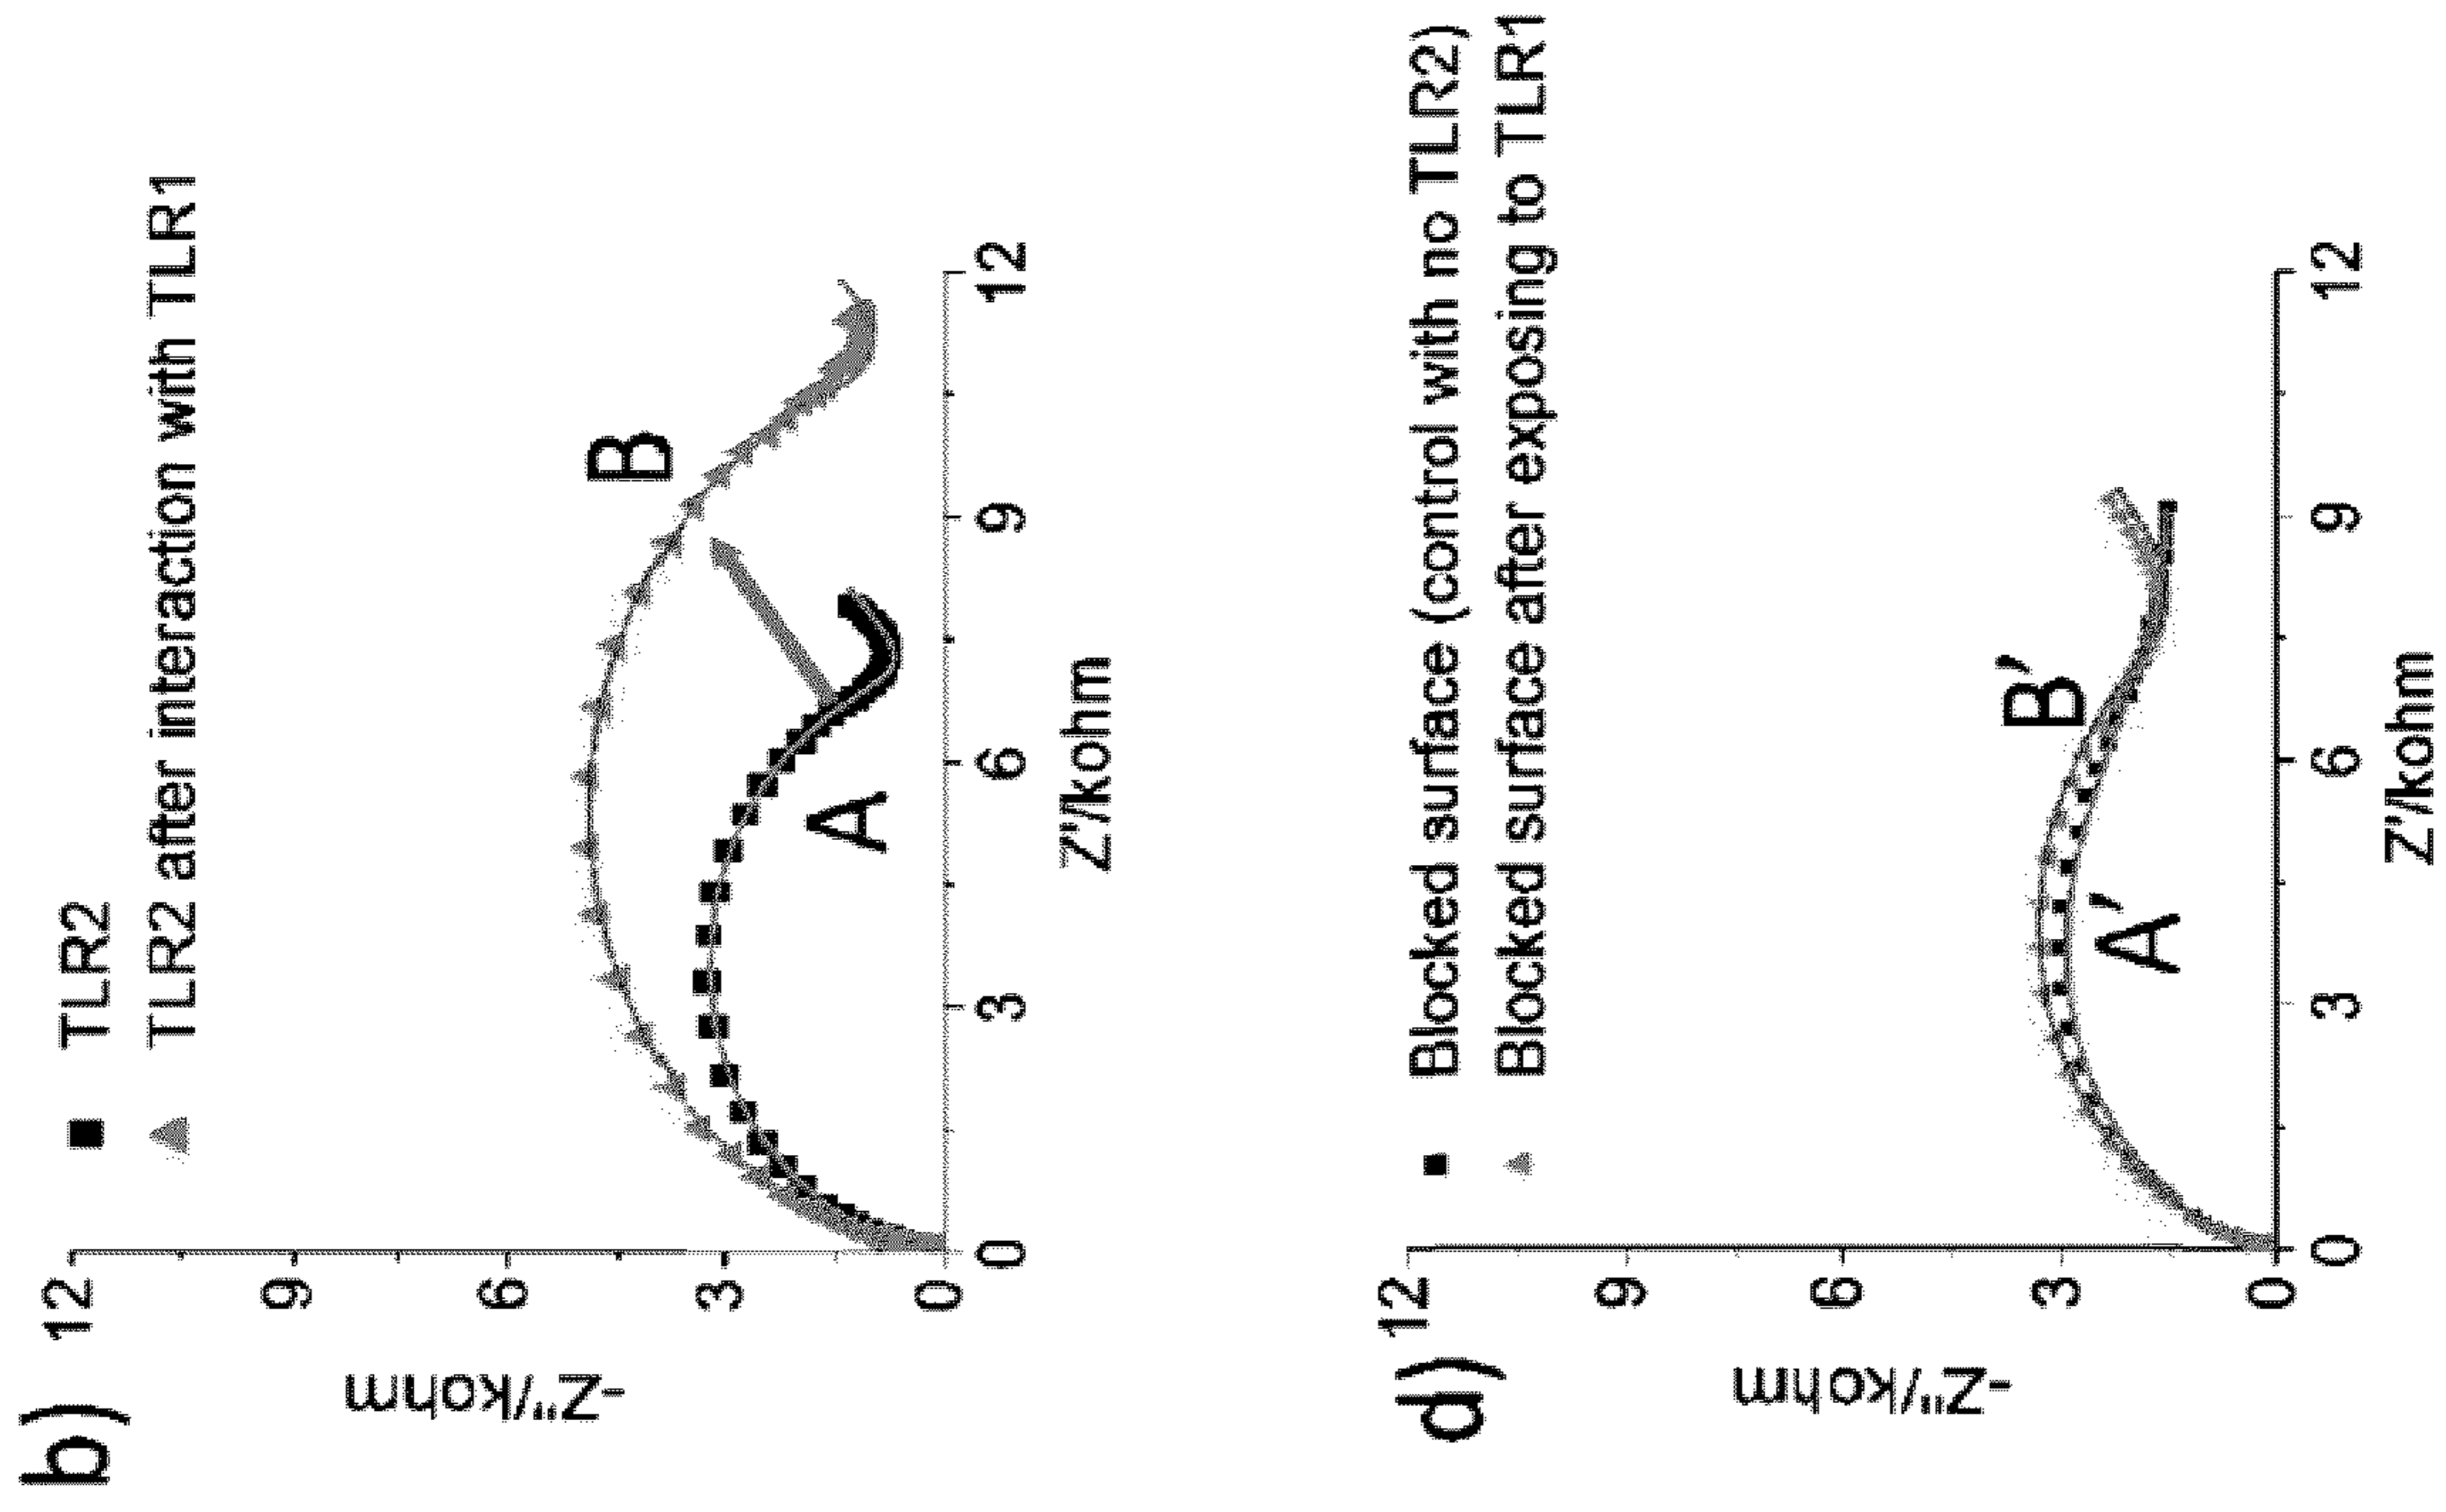 b)
TLR2
TLR2 after interaction with TLR1
-Z"/kohm
12
9
6
3
0
B
A
0 3 6 9 12
Z'/kohm
d)
Blocked surface (control with no TLR2)
Blocked surface after exposing to TLR1
-Z"/kohm
12
9
6
3
0
B'
A'
0 3 6 9 12
Z'/kohm